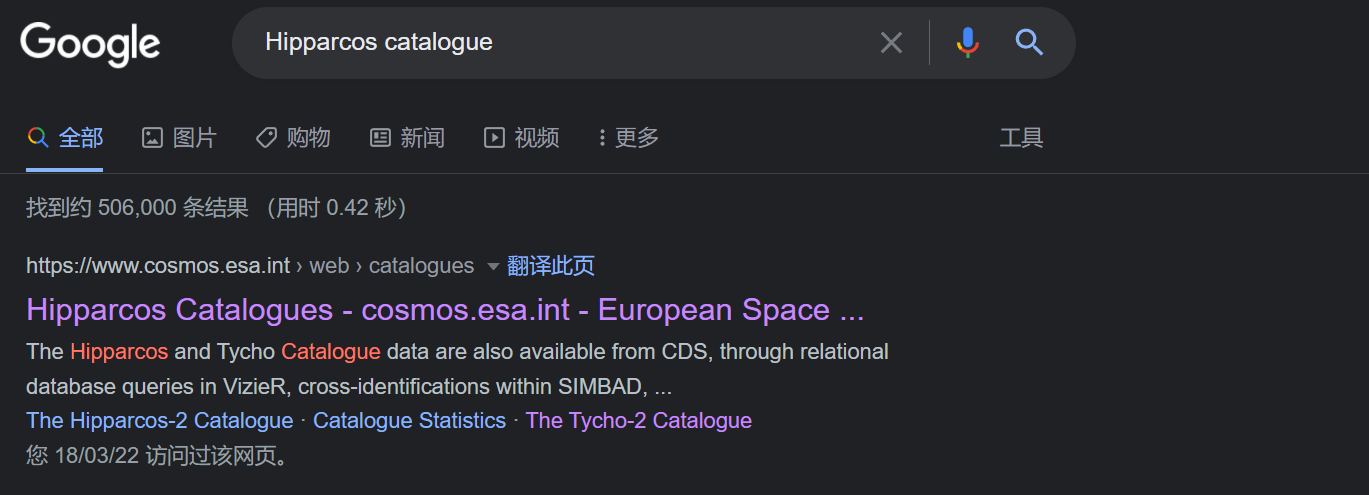 Google
Hipparcos catalogue
全部 图片 购物 新闻 视频 更多 工具
找到约 506,000 条结果 （用时 0.42 秒）
https://www.cosmos.esa.int › web › catalogues 翻译此页
Hipparcos Catalogues - cosmos.esa.int - European Space ...
The Hipparcos and Tycho Catalogue data are also available from CDS, through relational
database queries in VizieR, cross-identifications within SIMBAD, ...
The Hipparcos-2 Catalogue · Catalogue Statistics · The Tycho-2 Catalogue
您 18/03/22 访问过该网页。